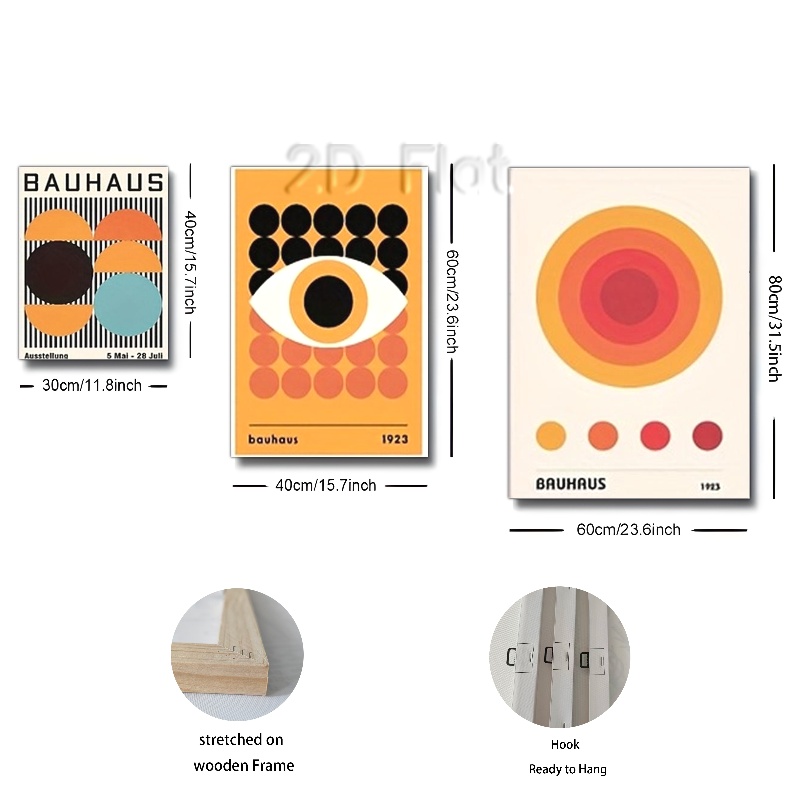 2D Flat
BAUHAUS
Ausstellung 5 Mai - 28 Juli
40cm/15.7inch
30cm/11.8inch
bauhaus 1923
60cm/23.6inch
40cm/15.7inch
BAUHAUS 1923
80cm/31.5inch
60cm/23.6inch
stretched on
wooden Frame
Hook
Ready to Hang